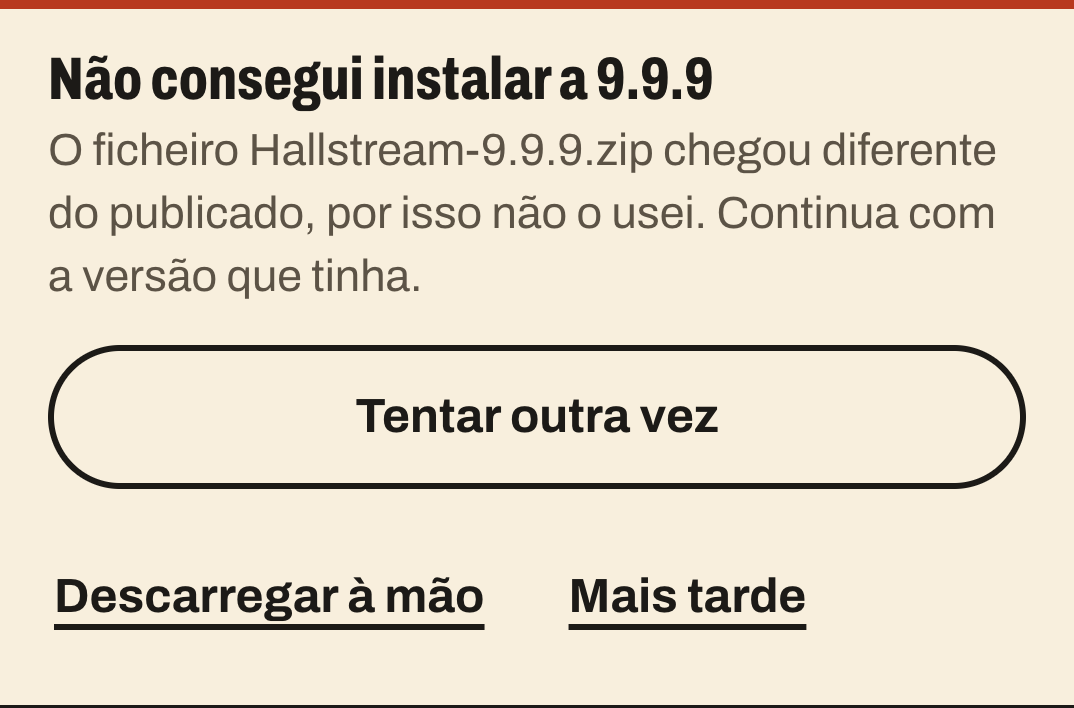 Não consegui instalar a 9.9.9
O ficheiro Hallstream-9.9.9.zip chegou diferente
do publicado, por isso não o usei. Continua com
a versão que tinha.
Tentar outra vez
Descarregar à mão
Mais tarde